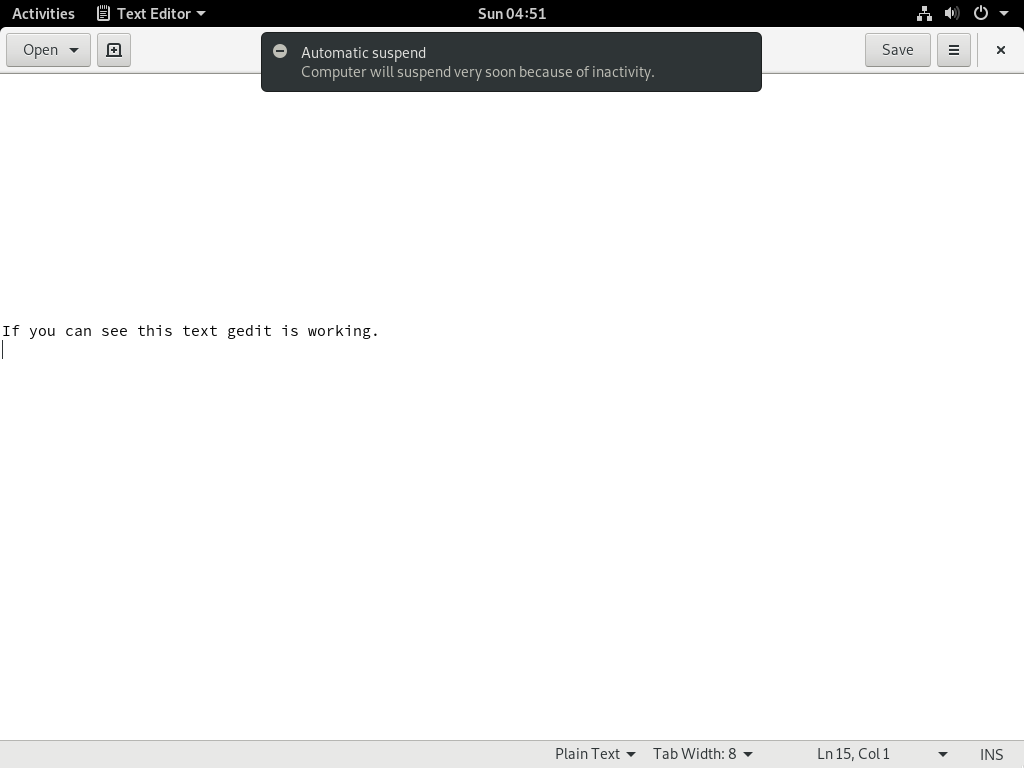 Activities Text Editor Sun 04:51
Open Save
Automatic suspend
Computer will suspend very soon because of inactivity.
If you can see this text gedit is working.
Plain Text Tab Width: 8 Ln 15, Col 1 INS